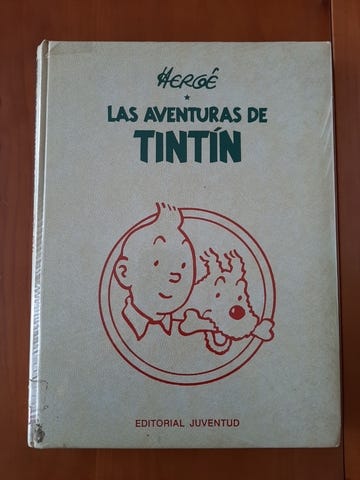 HERGÉ
LAS AVENTURAS DE
TINTÍN
EDITORIAL JUVENTUD